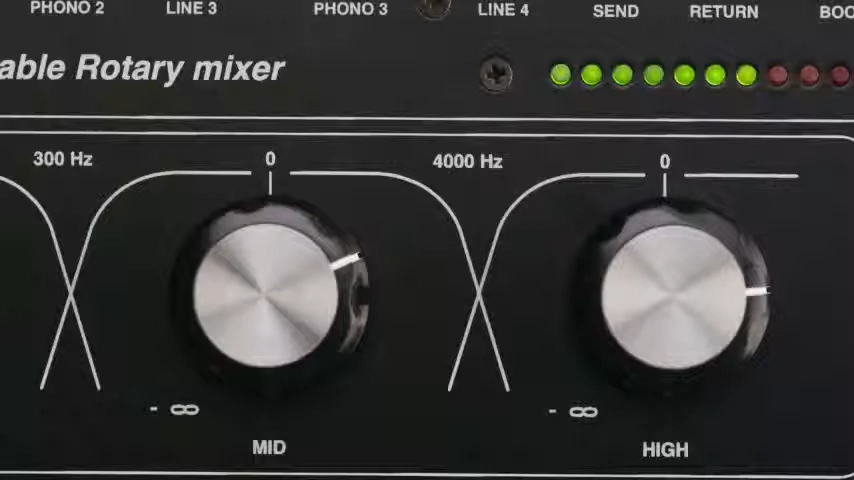 PHONO 2 LINE 3 PHONO 3 LINE 4 SEND RETURN BOO
able Rotary mixer
300 Hz 0 4000 Hz 0
- ∞ - ∞
MID HIGH